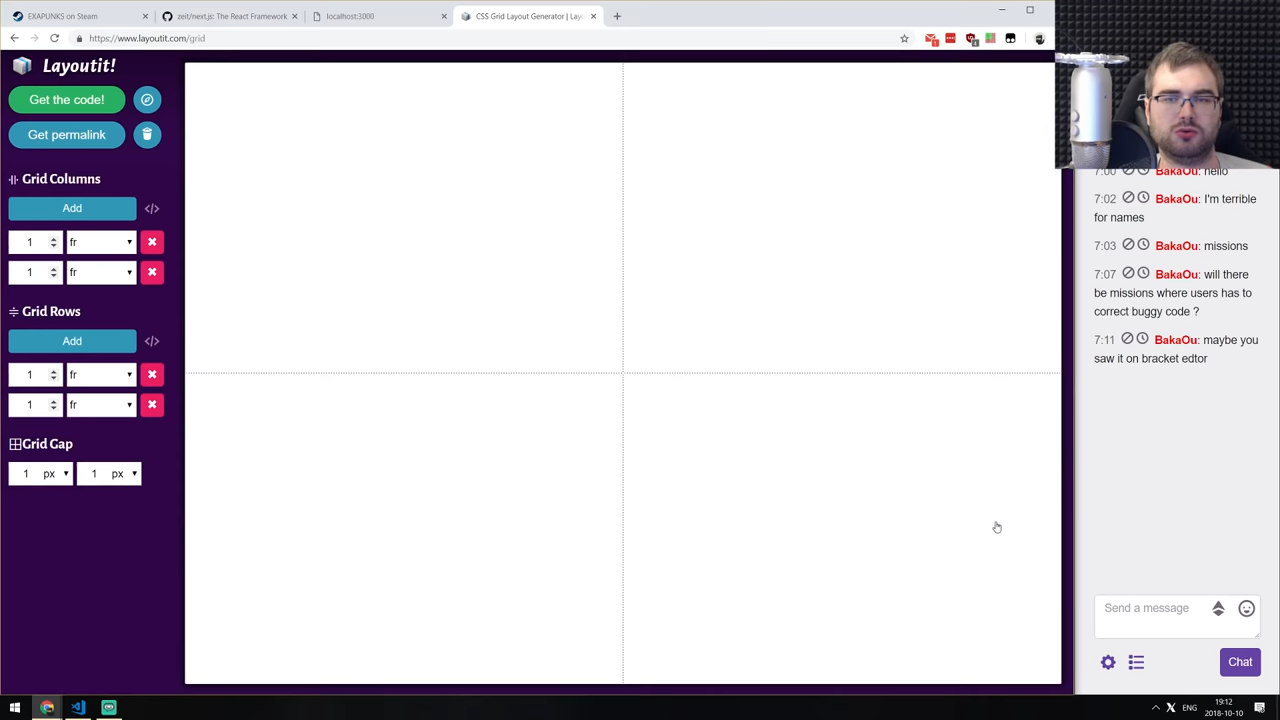 EXAPUNKS on Steam
zeit/next.js: The React Framework
localhost:3000
CSS Grid Layout Generator | Layo
https://www.layoutit.com/grid
Layoutit!
Get the code!
Get permalink
Grid Columns
Add
</>
1 fr
1 fr
Grid Rows
Add
</>
1 fr
1 fr
Grid Gap
1 px 1 px
7:00 BakaOu: hello
7:02 BakaOu: I'm terrible
for names
7:03 BakaOu: missions
7:07 BakaOu: will there
be missions where users has to
correct buggy code ?
7:11 BakaOu: maybe you
saw it on bracket edtor
Send a message
Chat
ENG
19:12
2018-10-10